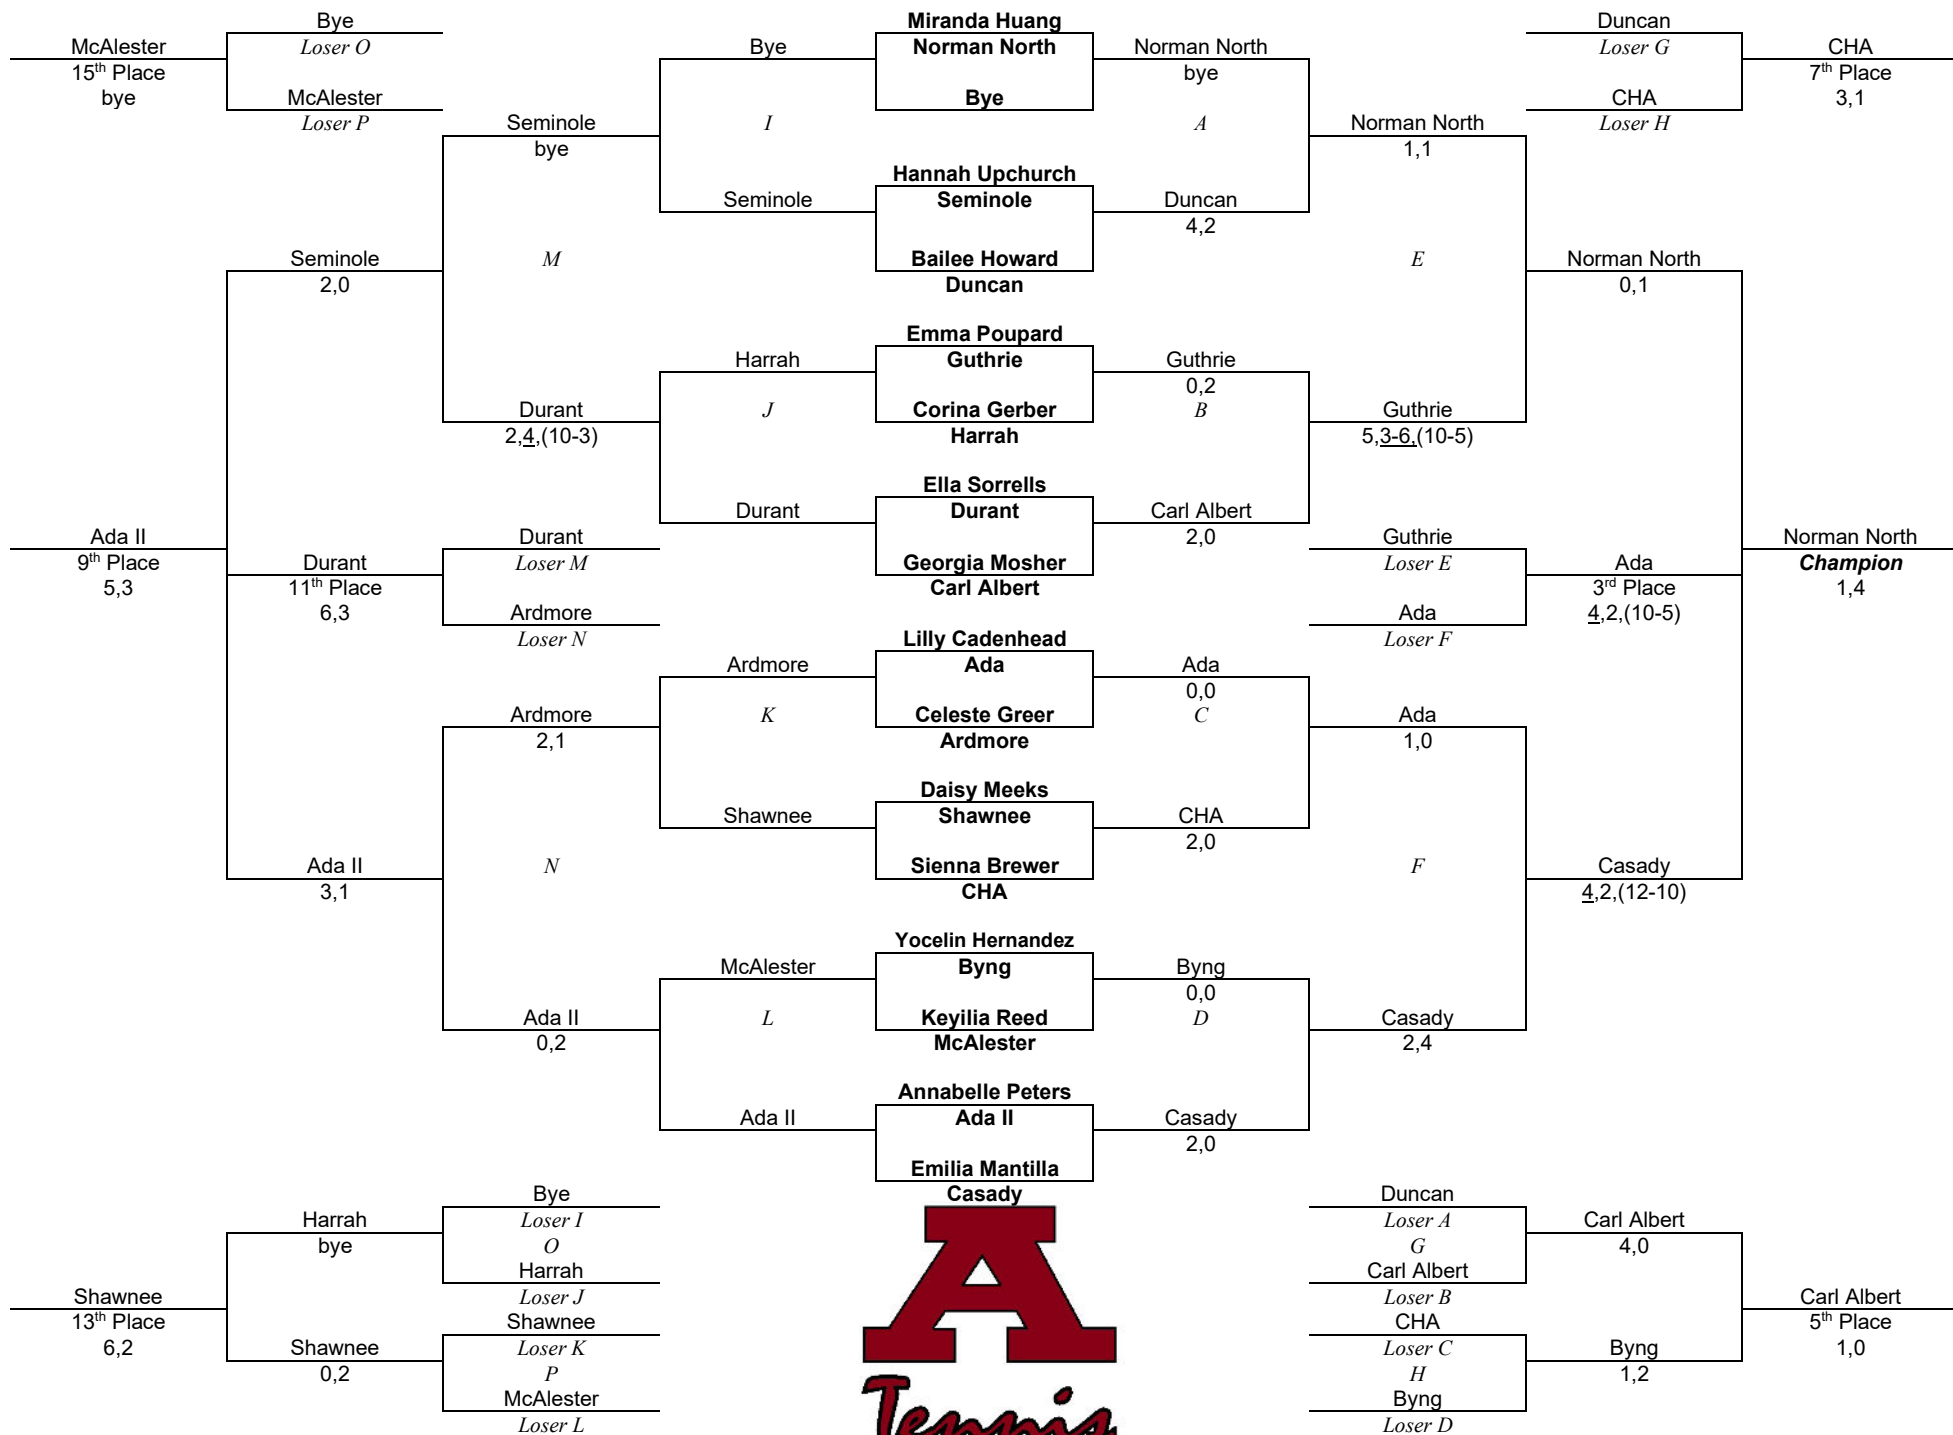 Bye
Loser O
McAlester
15th Place
bye
McAlester
Loser P
Bye
I
Seminole
bye
Seminole
Seminole
2,0
M
Harrah
J
Durant
2,4,(10-3)
Durant
Ada II
9th Place
5,3
Durant
11th Place
6,3
Durant
Loser M
Ardmore
Loser N
Ardmore
K
Ardmore
2,1
Shawnee
Ada II
3,1
N
McAlester
L
Ada II
0,2
Ada II
Bye
Loser I
O
Harrah
Loser J
Harrah
bye
Shawnee
13th Place
6,2
Shawnee
Loser K
P
McAlester
Loser L
Shawnee
0,2
Miranda Huang
Norman North
Bye
Hannah Upchurch
Seminole
Bailee Howard
Duncan
Emma Poupard
Guthrie
Corina Gerber
Harrah
Ella Sorrells
Durant
Georgia Mosher
Carl Albert
Lilly Cadenhead
Ada
Celeste Greer
Ardmore
Daisy Meeks
Shawnee
Sienna Brewer
CHA
Yocelin Hernandez
Byng
Keyilia Reed
McAlester
Annabelle Peters
Ada II
Emilia Mantilla
Casady
A
Tennis
Norman North
bye
A
Duncan
4,2
Norman North
1,1
Guthrie
0,2
B
Carl Albert
2,0
Guthrie
5,3-6,(10-5)
E
Norman North
0,1
Guthrie
Loser E
Ada
Loser F
Ada
3rd Place
4,2,(10-5)
Norman North
Champion
1,4
Ada
0,0
C
CHA
2,0
Ada
1,0
F
Byng
0,0
D
Casady
2,0
Casady
2,4
Casady
4,2,(12-10)
Duncan
Loser G
CHA
Loser H
CHA
7th Place
3,1
Duncan
Loser A
G
Carl Albert
Loser B
Carl Albert
4,0
CHA
Loser C
H
Byng
Loser D
Byng
1,2
Carl Albert
5th Place
1,0